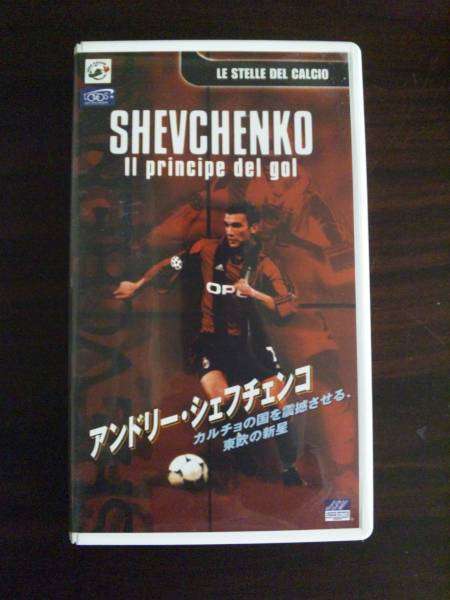 LE STELLE DEL CALCIO
LOGOS
SHEVCHENKO
Il principe del gol
OPEL
アンドリー・シェフチェンコ
カルチョの国を震撼させる、
東欧の新星